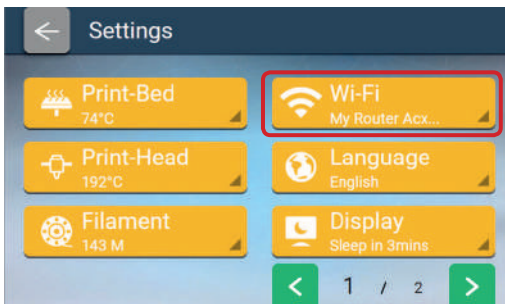 Settings
Print-Bed
74°C
Wi-Fi
My Router Acx...
Print-Head
192°C
Language
English
Filament
143 M
Display
Sleep in 3mins
1 / 2